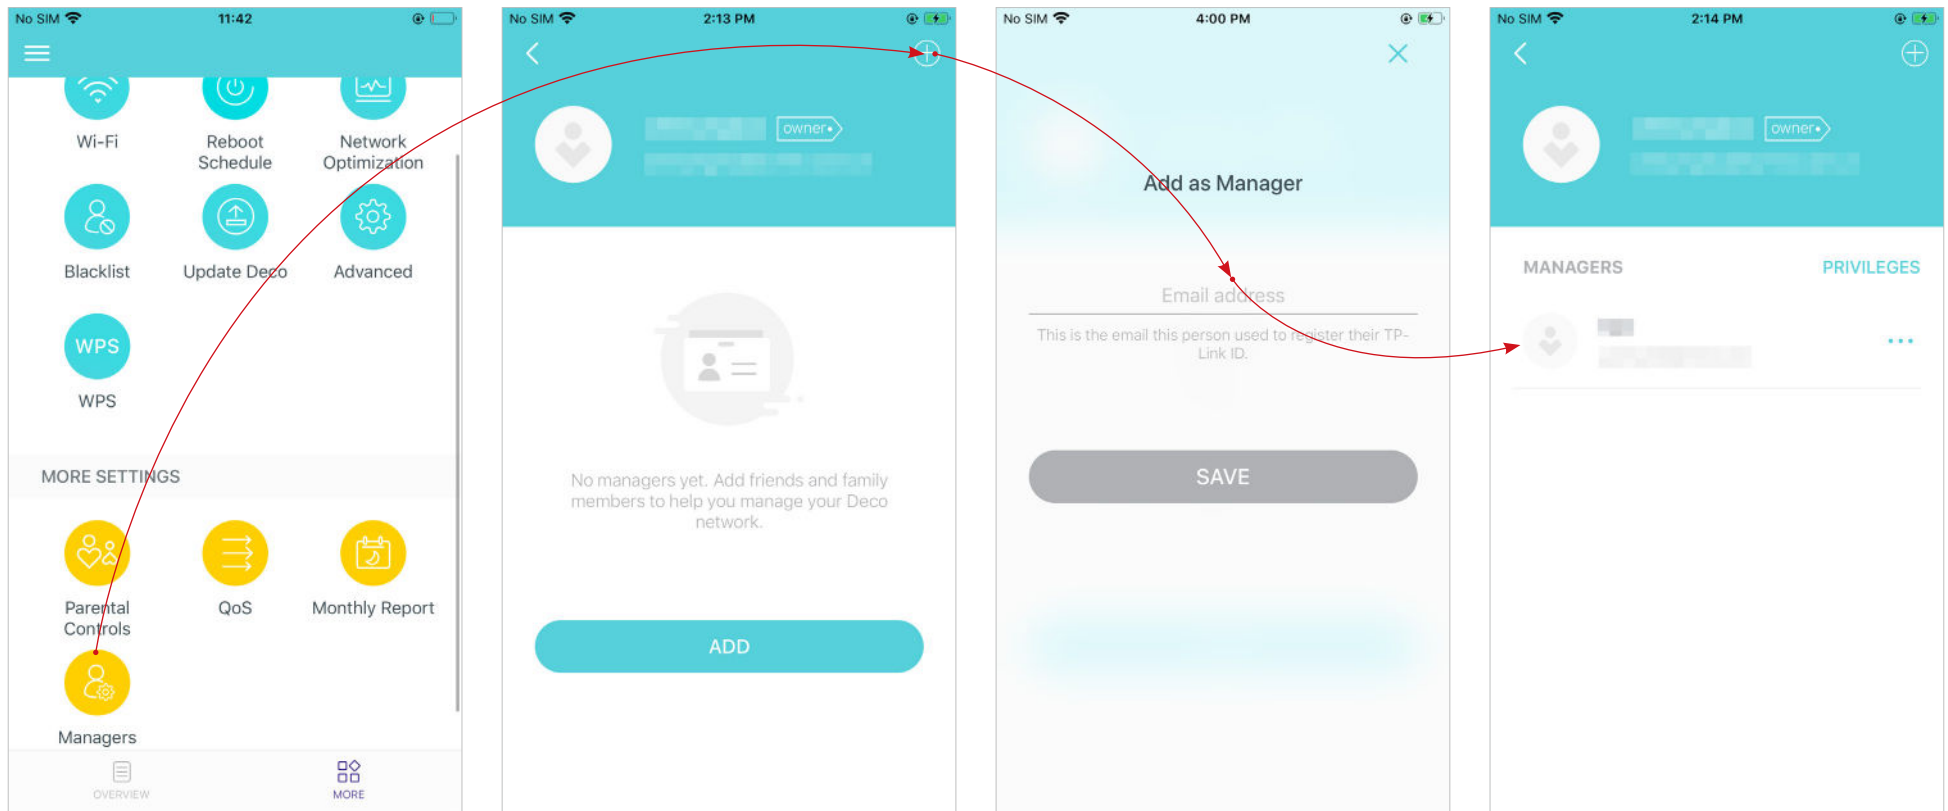 No SIM 11:42
Wi-Fi
Reboot
Schedule
Network
Optimization
Blacklist
Update Deco
Advanced
WPS
WPS
MORE SETTINGS
Parental
Controls
QoS
Monthly Report
Managers
OVERVIEW
MORE
No SIM 2:13 PM
owner
No managers yet. Add friends and family
members to help you manage your Deco
network.
ADD
No SIM 4:00 PM
Add as Manager
Email address
This is the email this person used to register their TP-
Link ID.
SAVE
No SIM 2:14 PM
owner
MANAGERS PRIVILEGES